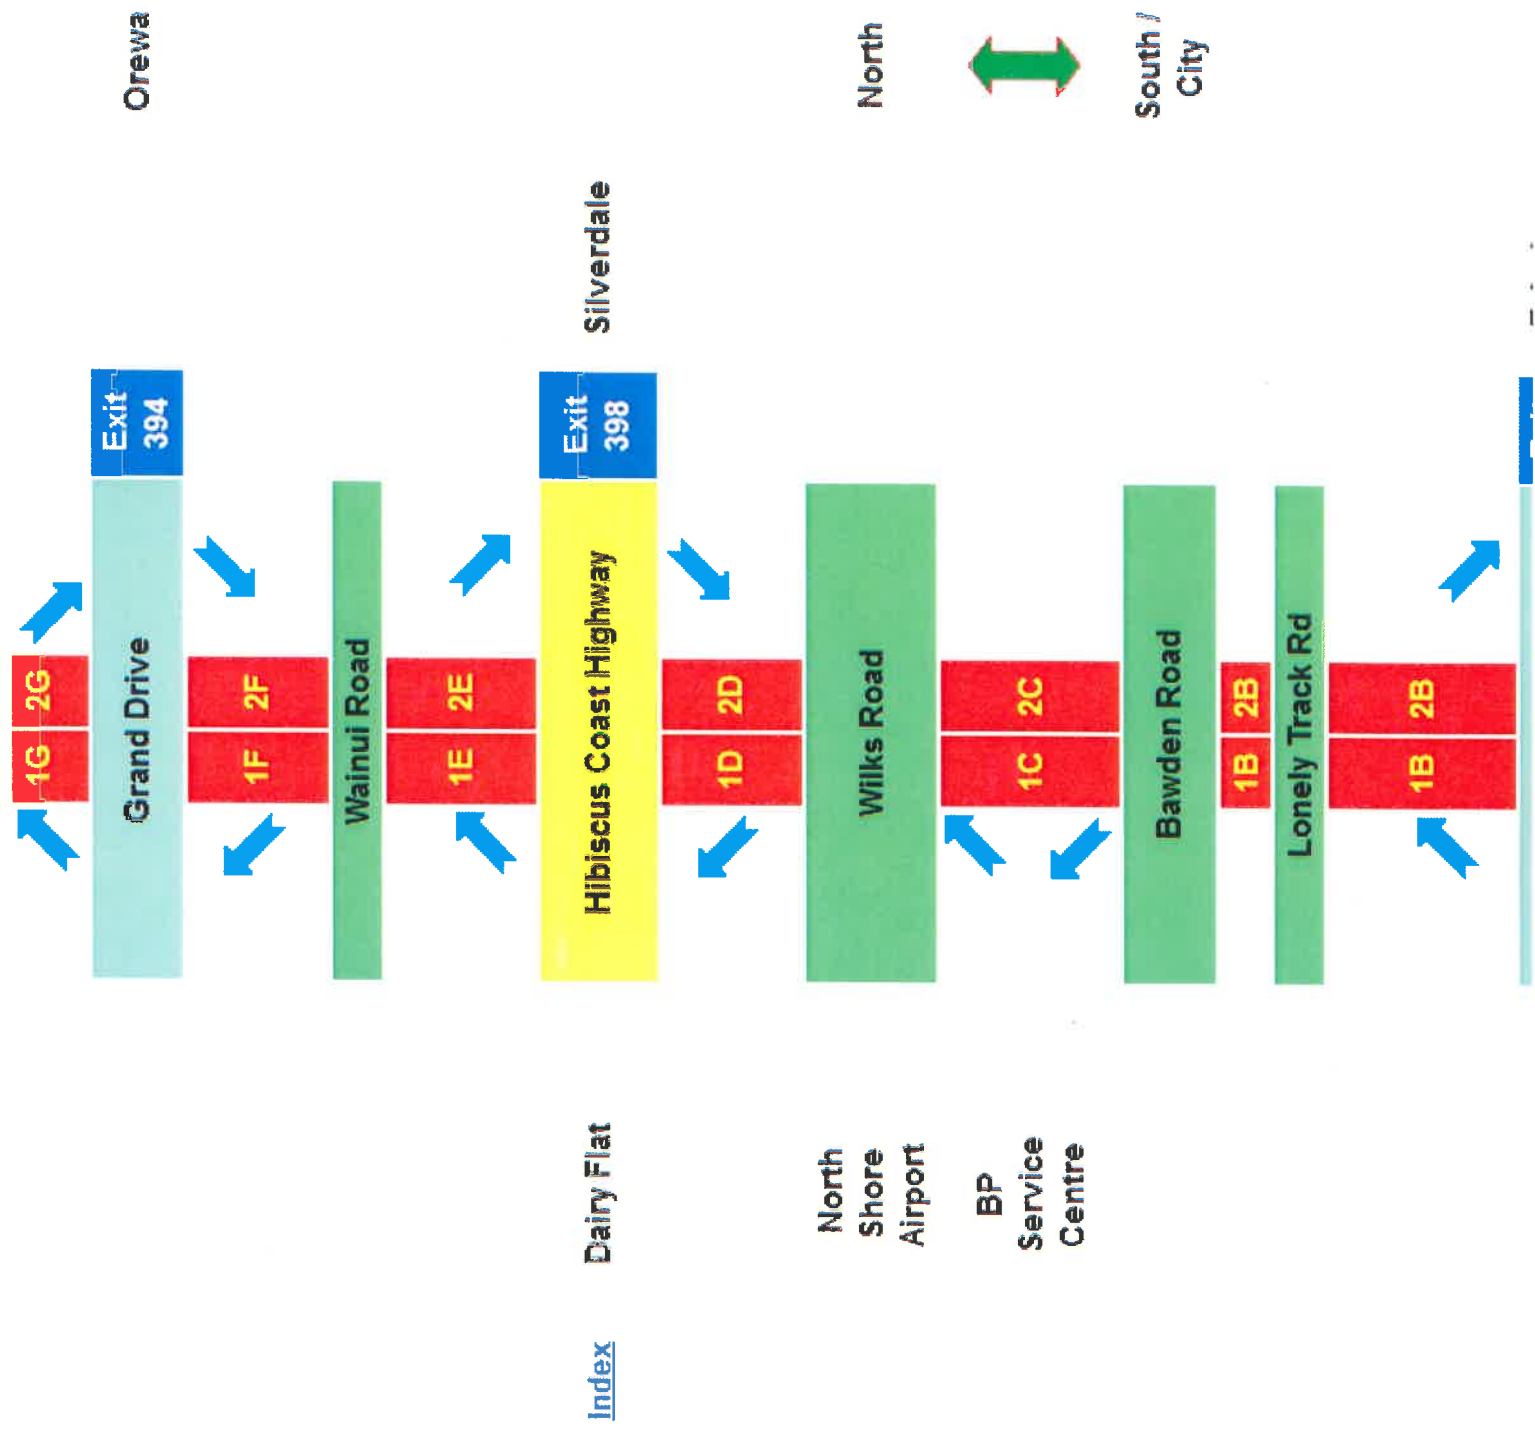 1G 2G
Grand Drive
Exit
394
Orewa
1F 2F
Wainui Road
1E 2E
Index
Dairy Flat
Hibiscus Coast Highway
Exit
398
Silverdale
1D 2D
North
Shore
Airport
Wilks Road
North
BP
Service
Centre
1C 2C
Bawden Road
South /
City
1B 2B
Lonely Track Rd
1B 2B